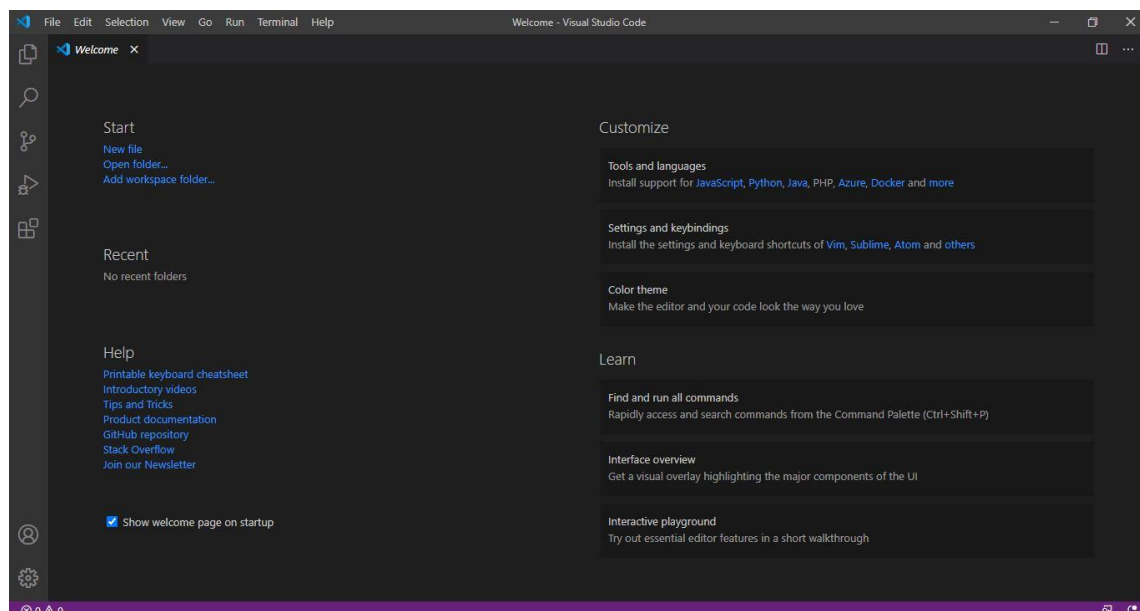 File Edit Selection View Go Run Terminal Help
Welcome - Visual Studio Code
Welcome
Start
New file
Open folder...
Add workspace folder...
Recent
No recent folders
Help
Printable keyboard cheatsheet
Introductory videos
Tips and Tricks
Product documentation
GitHub repository
Stack Overflow
Join our Newsletter
Show welcome page on startup
Customize
Tools and languages
Install support for JavaScript, Python, Java, PHP, Azure, Docker and more
Settings and keybindings
Install the settings and keyboard shortcuts of Vim, Sublime, Atom and others
Color theme
Make the editor and your code look the way you love
Learn
Find and run all commands
Rapidly access and search commands from the Command Palette (Ctrl+Shift+P)
Interface overview
Get a visual overlay highlighting the major components of the UI
Interactive playground
Try out essential editor features in a short walkthrough
0 0